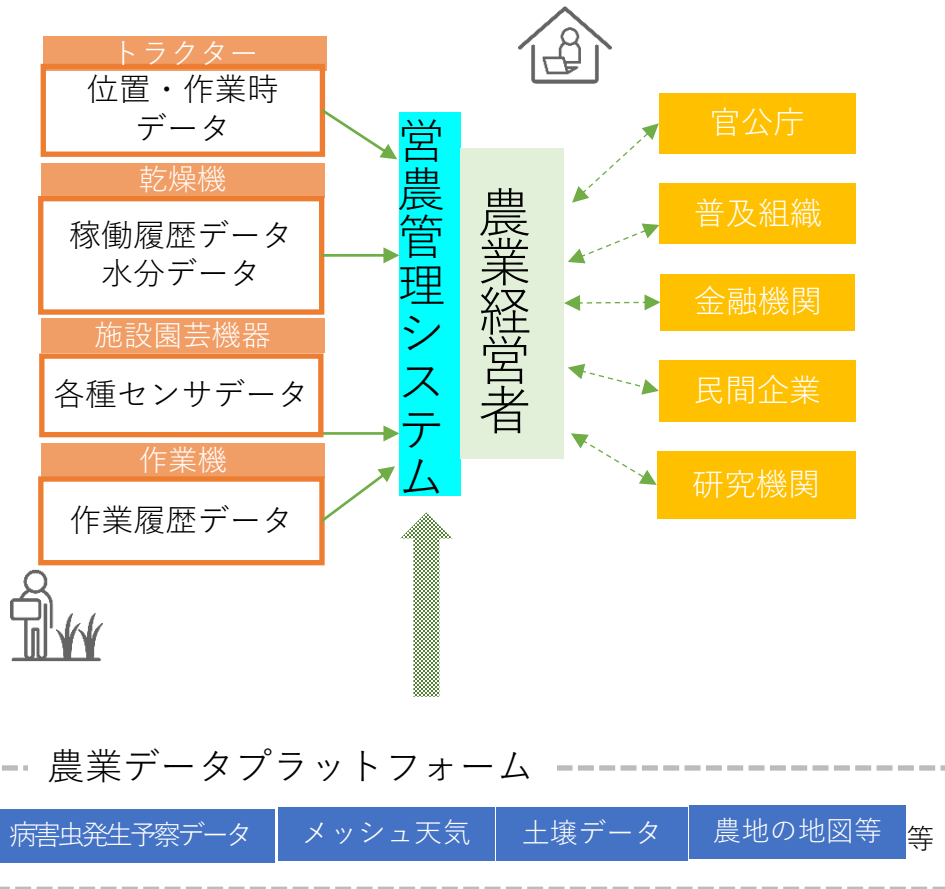 トラクター
位置・作業時
データ
乾燥機
稼働履歴データ
水分データ
施設園芸機器
各種センサデータ
作業機
作業履歴データ
営農管理システム
農業経営者
官公庁
普及組織
金融機関
民間企業
研究機関
農業データプラットフォーム
病害虫発生予察データ
メッシュ天気
土壌データ
農地の地図等
等